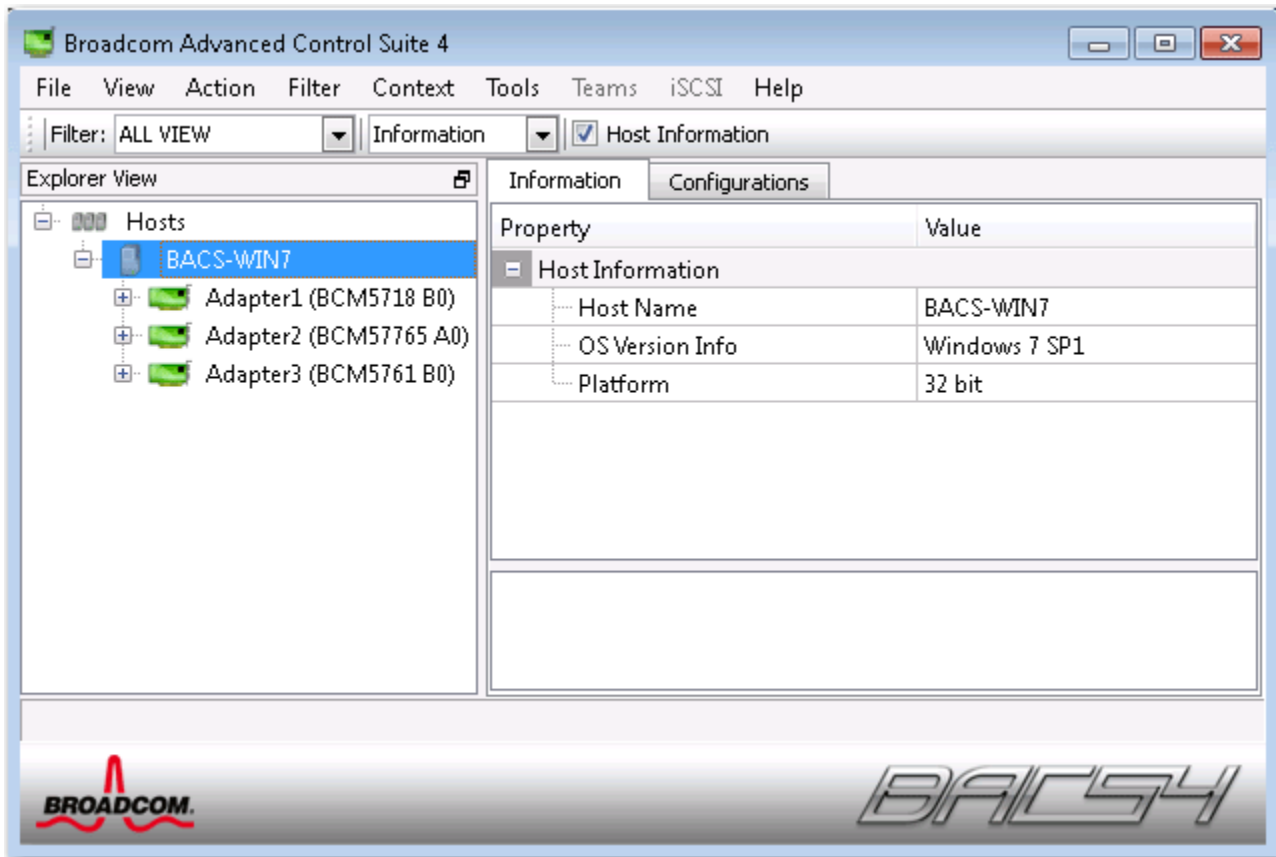 Broadcom Advanced Control Suite 4
File View Action Filter Context Tools Teams iSCSI Help
Filter: ALL VIEW Information Host Information
Explorer View
Hosts
BACS-WIN7
Adapter1 (BCM5718 B0)
Adapter2 (BCM57765 A0)
Adapter3 (BCM5761 B0)
Information Configurations
Property Value
Host Information
Host Name BACS-WIN7
OS Version Info Windows 7 SP1
Platform 32 bit
BROADCOM.
BACS4